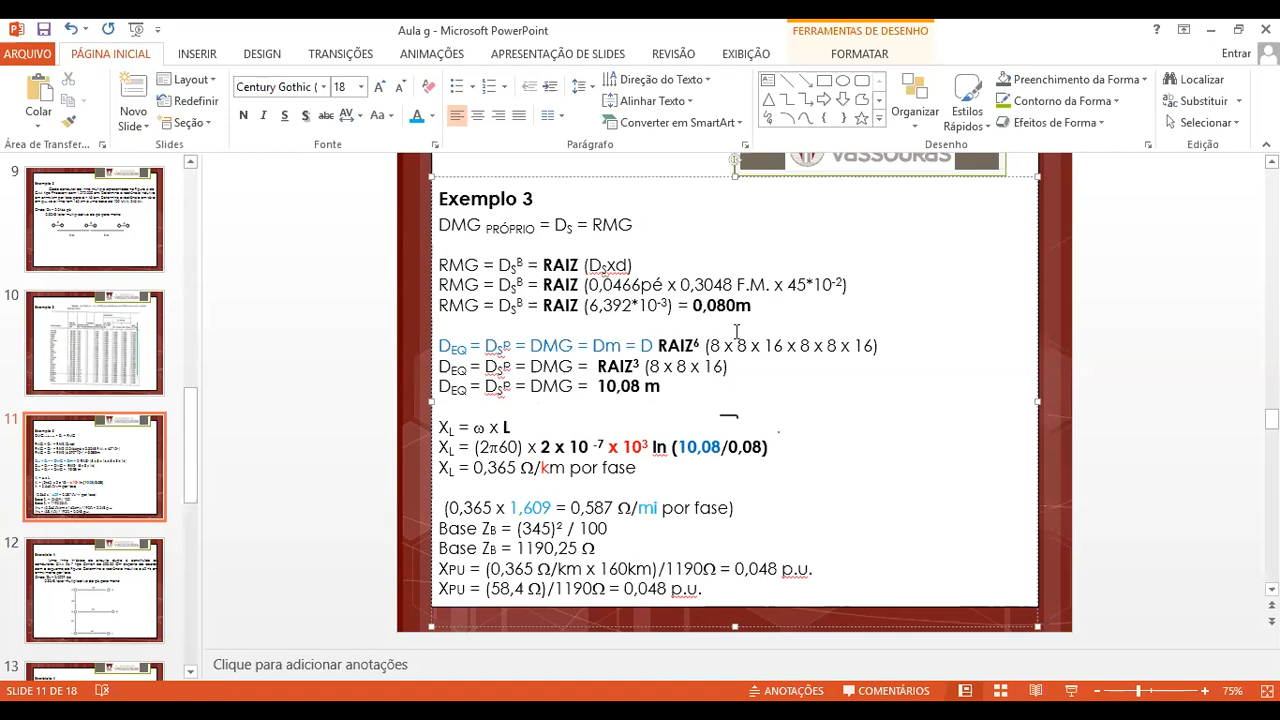 Aula g - Microsoft PowerPoint
FERRAMENTAS DE DESENHO
ARQUIVO PÁGINA INICIAL INSERIR DESIGN TRANSIÇÕES ANIMAÇÕES APRESENTAÇÃO DE SLIDES REVISÃO EXIBIÇÃO FORMATAR Entrar
Colar
Área de Transfer...
Novo Slide
Layout
Redefinir
Seção
Slides
Century Gothic ( 18
N I S S abc AV Aa A
Fonte
Direção do Texto
Alinhar Texto
Converter em SmartArt
Parágrafo
Organizar
Estilos Rápidos
Preenchimento da Forma
Contorno da Forma
Efeitos de Forma
Desenho
Localizar
Substituir
Selecionar
Edição
9
10
11
12
13
VASSOURAS
Exemplo 3
DMG PRÓPRIO = DS = RMG
RMG = DSB = RAIZ (DSxd)
RMG = DSB = RAIZ (0,0466pé x 0,3048 F.M. x 45*10-2)
RMG = DSB = RAIZ (6,392*10-3) = 0,080m
DEQ = DSP = DMG = Dm = D RAIZ6 (8 x 8 x 16 x 8 x 8 x 16)
DEQ = DSP = DMG = RAIZ3 (8 x 8 x 16)
DEQ = DSP = DMG = 10,08 m
XL = ω x L
XL = (2π60) x 2 x 10 -7 x 103 ln (10,08/0,08)
XL = 0,365 Ω/km por fase
(0,365 x 1,609 = 0,587 Ω/mi por fase)
Base ZB = (345)² / 100
Base ZB = 1190,25 Ω
XPU = (0,365 Ω/km x 160km)/1190Ω = 0,048 p.u.
XPU = (58,4 Ω)/1190Ω = 0,048 p.u.
Clique para adicionar anotações
SLIDE 11 DE 18
ANOTAÇÕES COMENTÁRIOS 75%